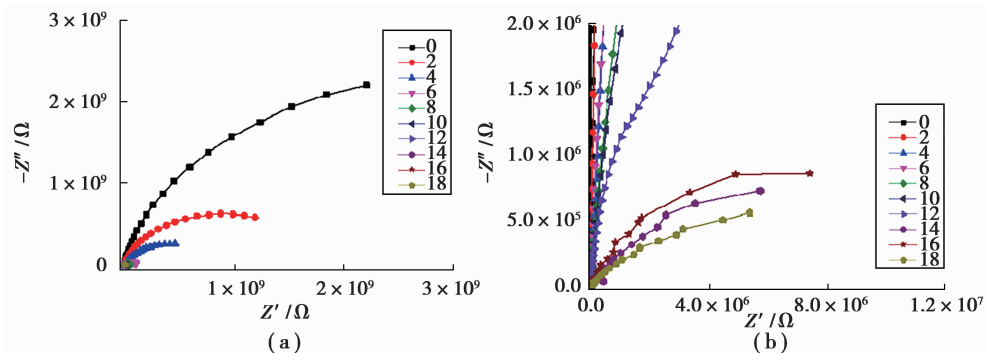 3 × 10⁹
2 × 10⁹
1 × 10⁹
0
−Z″/Ω
1 × 10⁹
2 × 10⁹
3 × 10⁹
Z′/Ω
0
2
4
6
8
10
12
14
16
18
(a)
2.0 × 10⁶
1.5 × 10⁶
1.0 × 10⁶
5.0 × 10⁵
0.0
−Z″/Ω
0.0
4.0 × 10⁶
8.0 × 10⁶
1.2 × 10⁷
Z′/Ω
0
2
4
6
8
10
12
14
16
18
(b)